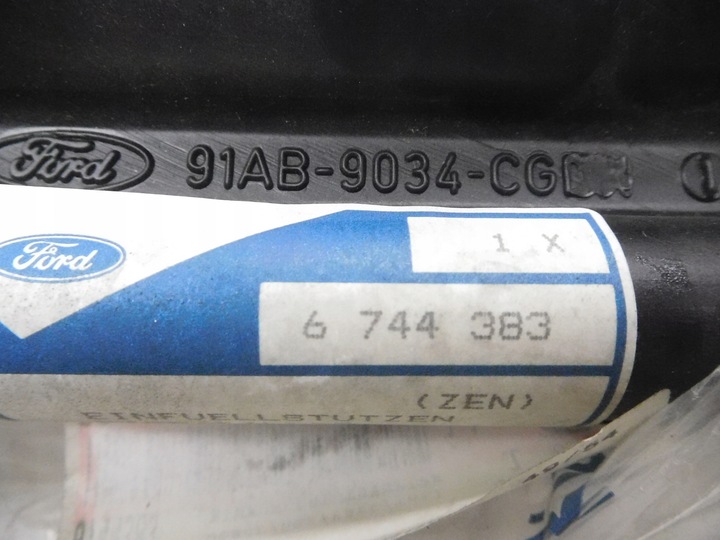 Ford 91AB-9034-CG
Ford
1 X
6 744 383
(ZEN)
EINFUELLSTUTZEN